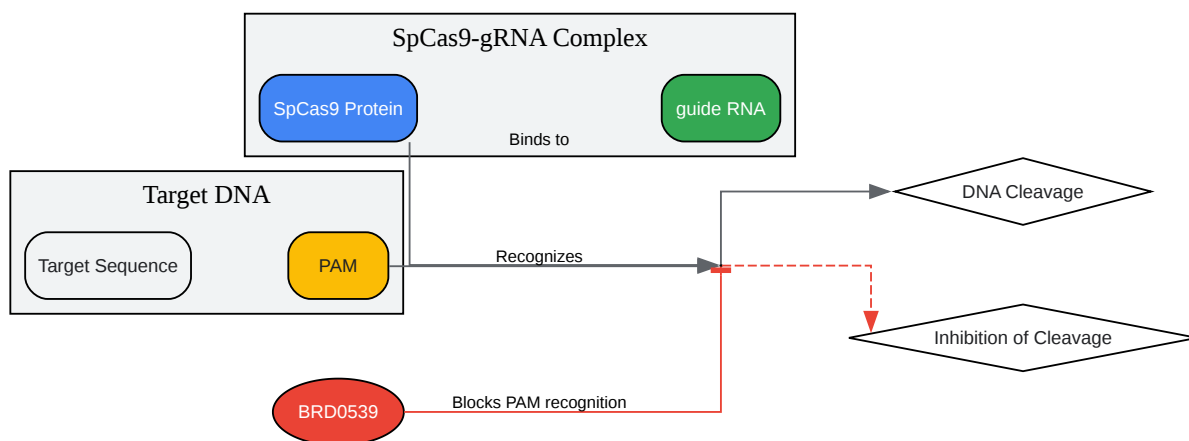 SpCas9-gRNA Complex
SpCas9 Protein
guide RNA
Binds to
Target DNA
Target Sequence
PAM
Recognizes
DNA Cleavage
Inhibition of Cleavage
BRD0539
Blocks PAM recognition